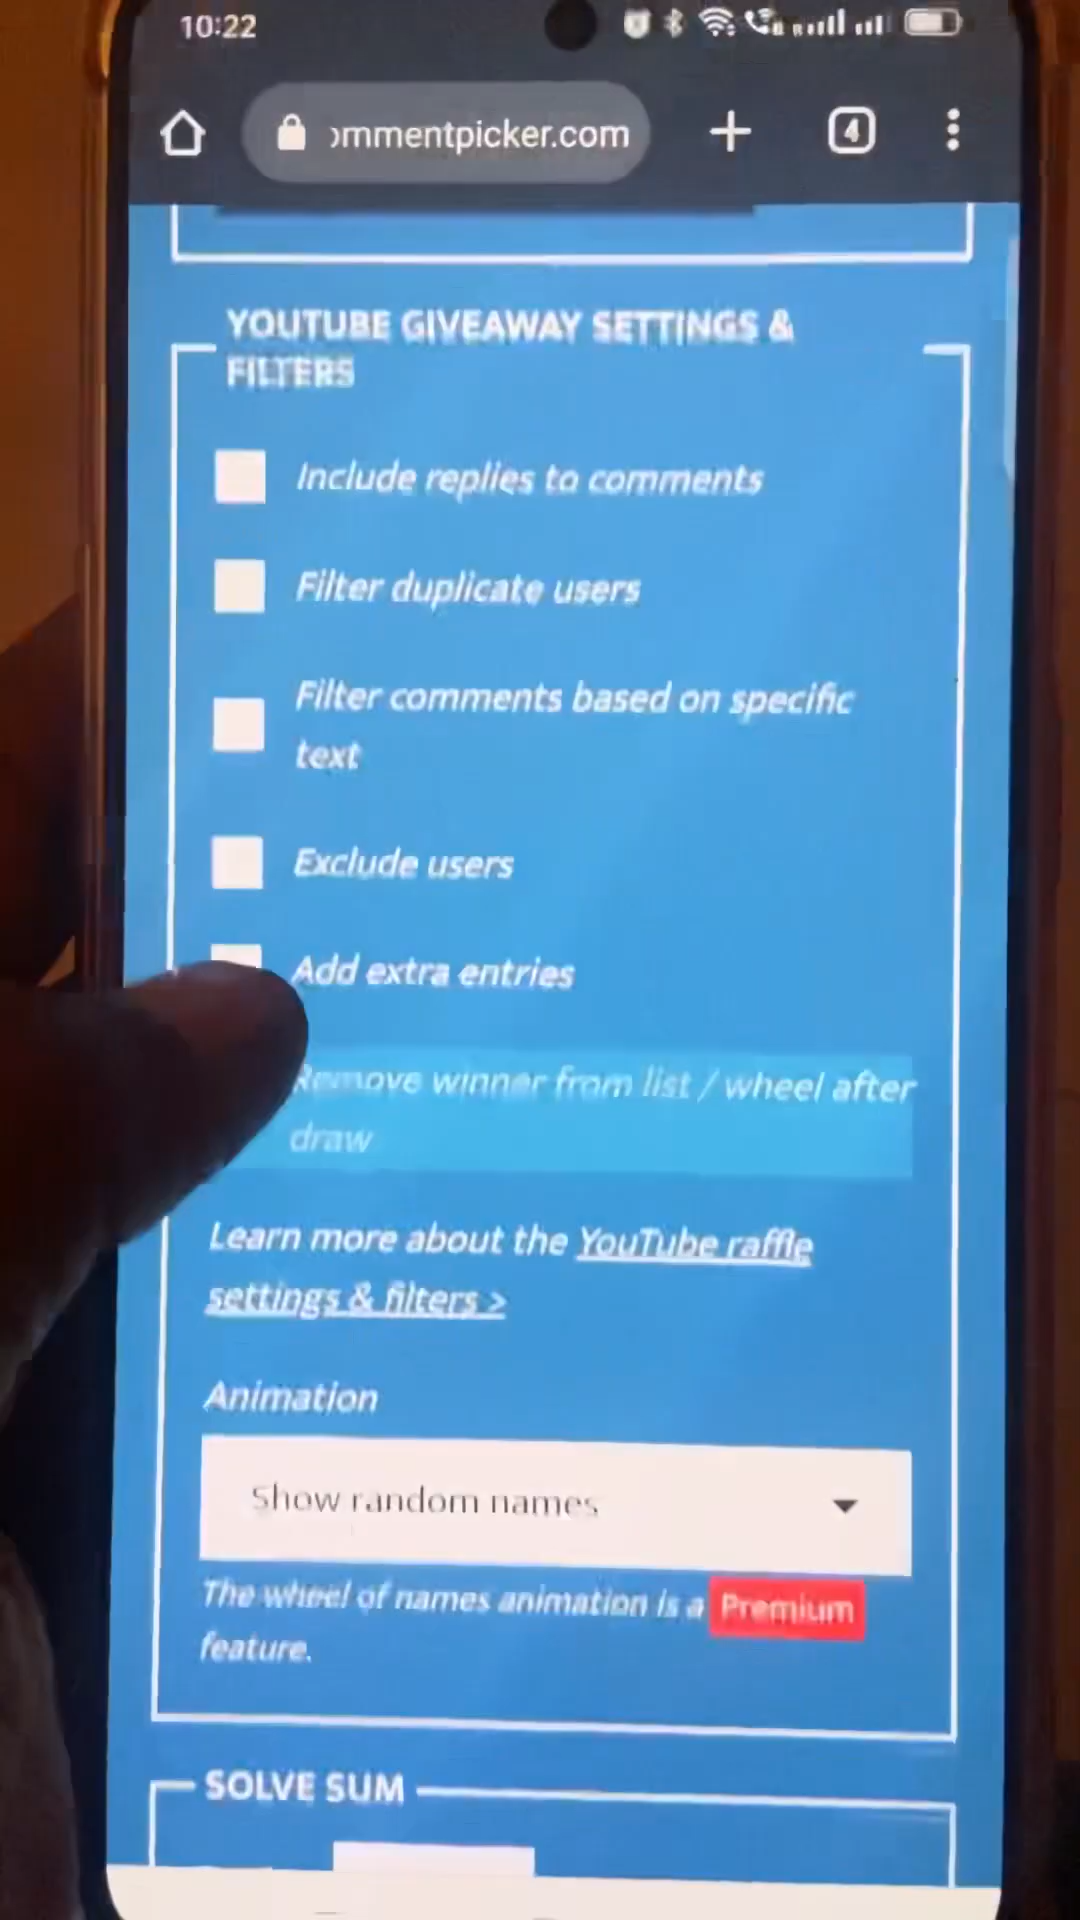 10:22
ommentpicker.com
4
YOUTUBE GIVEAWAY SETTINGS &
FILTERS
Include replies to comments
Filter duplicate users
Filter comments based on specific
text
Exclude users
Add extra entries
Remove winner from list / wheel after
draw
Learn more about the YouTube raffle
settings & filters >
Animation
Show random names
The wheel of names animation is a Premium
feature.
SOLVE SUM